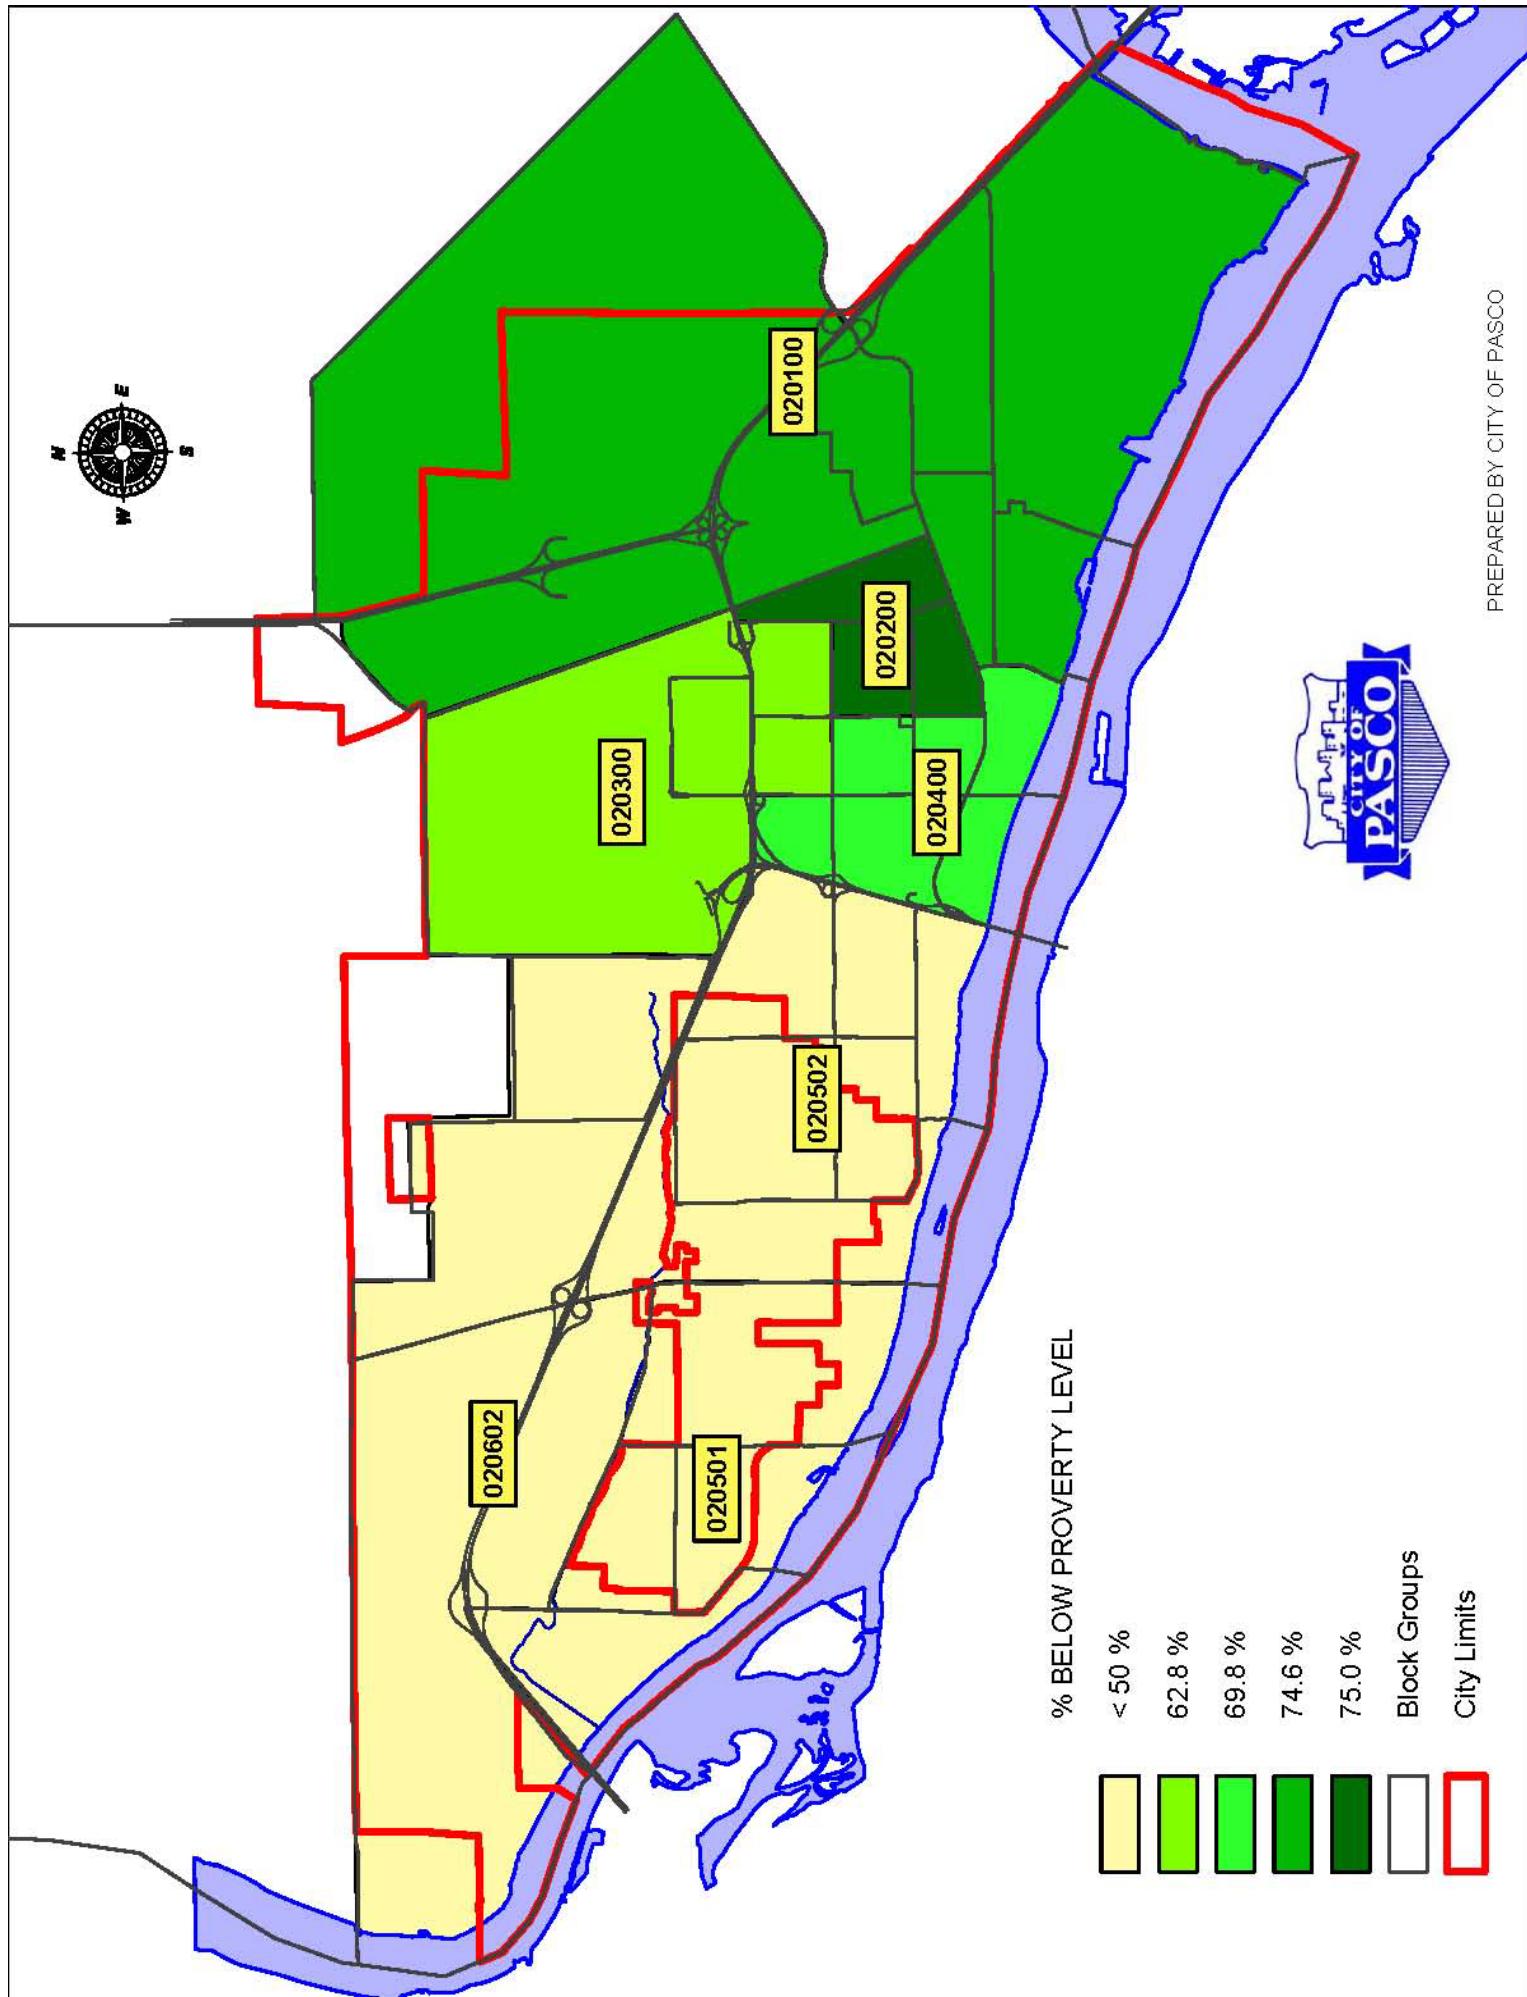 N
W E
S
020100
020200
020300
020400
020502
020602
020501
% BELOW PROVERTY LEVEL
< 50 %
62.8 %
69.8 %
74.6 %
75.0 %
Block Groups
City Limits
CITY OF
PASCO
PREPARED BY CITY OF PASCO